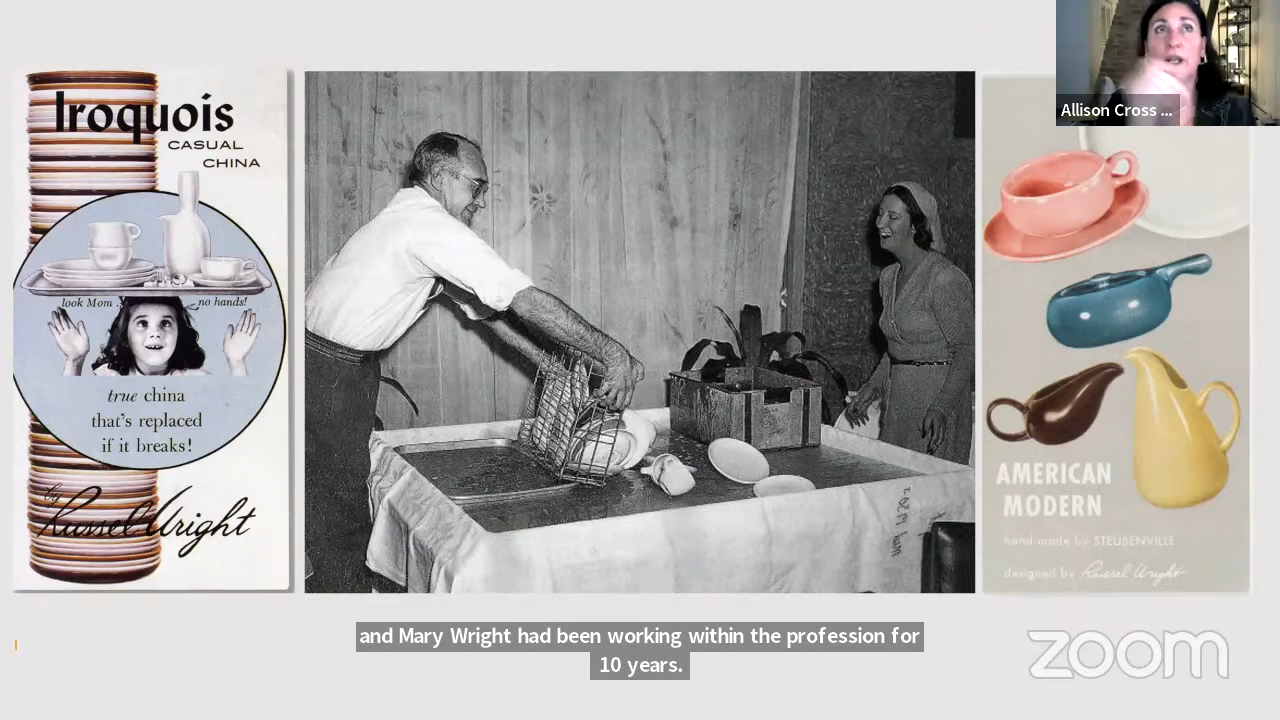 Iroquois
CASUAL
CHINA
look Mom
no hands!
true china
that's replaced
if it breaks!
by
Russel Wright
Allison Cross ...
AMERICAN
MODERN
hand-made by STEUBENVILLE
designed by Russel Wright
and Mary Wright had been working within the profession for
10 years.
zoom